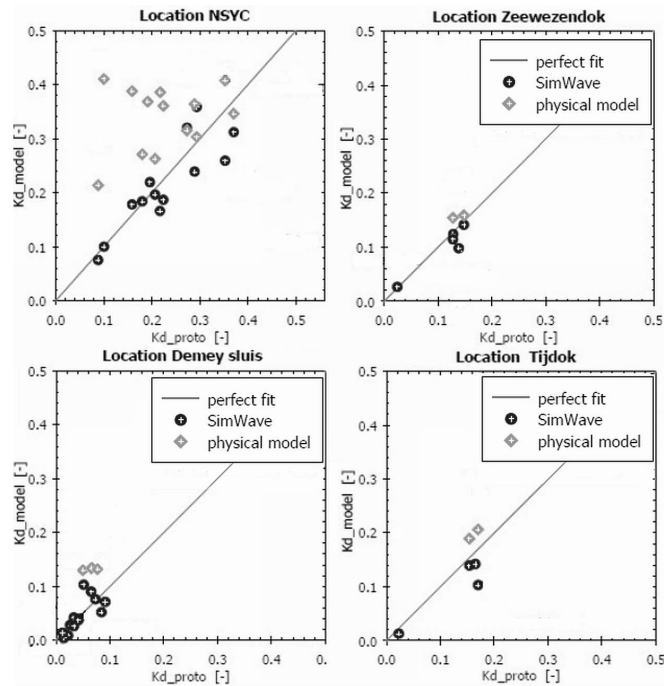 Location NSYC
Kd_model [-]
0.5
0.4
0.3
0.2
0.1
0.0
0.0 0.1 0.2 0.3 0.4 0.5
Kd_proto [-]
Location Zeewezendok
perfect fit
SimWave
physical model
Kd_model [-]
0.5
0.4
0.3
0.2
0.1
0.0
0.0 0.1 0.2 0.3 0.4 0.5
Kd_proto [-]
Location Demey sluis
perfect fit
SimWave
physical model
Kd_model [-]
0.5
0.4
0.3
0.2
0.1
0.0
0.0 0.1 0.2 0.3 0.4 0.
Kd_proto [-]
Location Tijdok
perfect fit
SimWave
physical model
Kd_model [-]
0.5
0.4
0.3
0.2
0.1
0.0
0.0 0.1 0.2 0.3 0.4 0.5
Kd_proto [-]